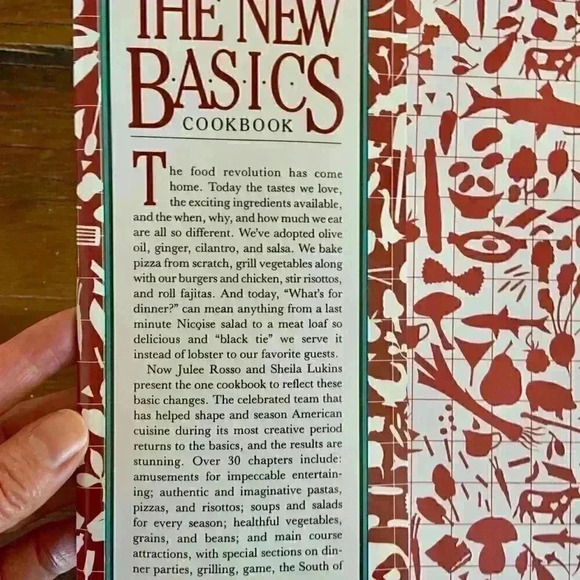 THE NEW
B·A·S·I·C·S
COOKBOOK
The food revolution has come
home. Today the tastes we love,
the exciting ingredients available,
and the when, why, and how much we eat
are all so different. We've adopted olive
oil, ginger, cilantro, and salsa. We bake
pizza from scratch, grill vegetables along
with our burgers and chicken, stir risottos,
and roll fajitas. And today, “What's for
dinner?” can mean anything from a last
minute Niçoise salad to a meat loaf so
delicious and “black tie” we serve it
instead of lobster to our favorite guests.
Now Julee Rosso and Sheila Lukins
present the one cookbook to reflect these
basic changes. The celebrated team that
has helped shape and season American
cuisine during its most creative period
returns to the basics, and the results are
stunning. Over 30 chapters include:
amusements for impeccable entertain-
ing; authentic and imaginative pastas,
pizzas, and risottos; soups and salads
for every season; healthful vegetables,
grains, and beans; and main course
attractions, with special sections on din-
ner parties, grilling, game, the South of